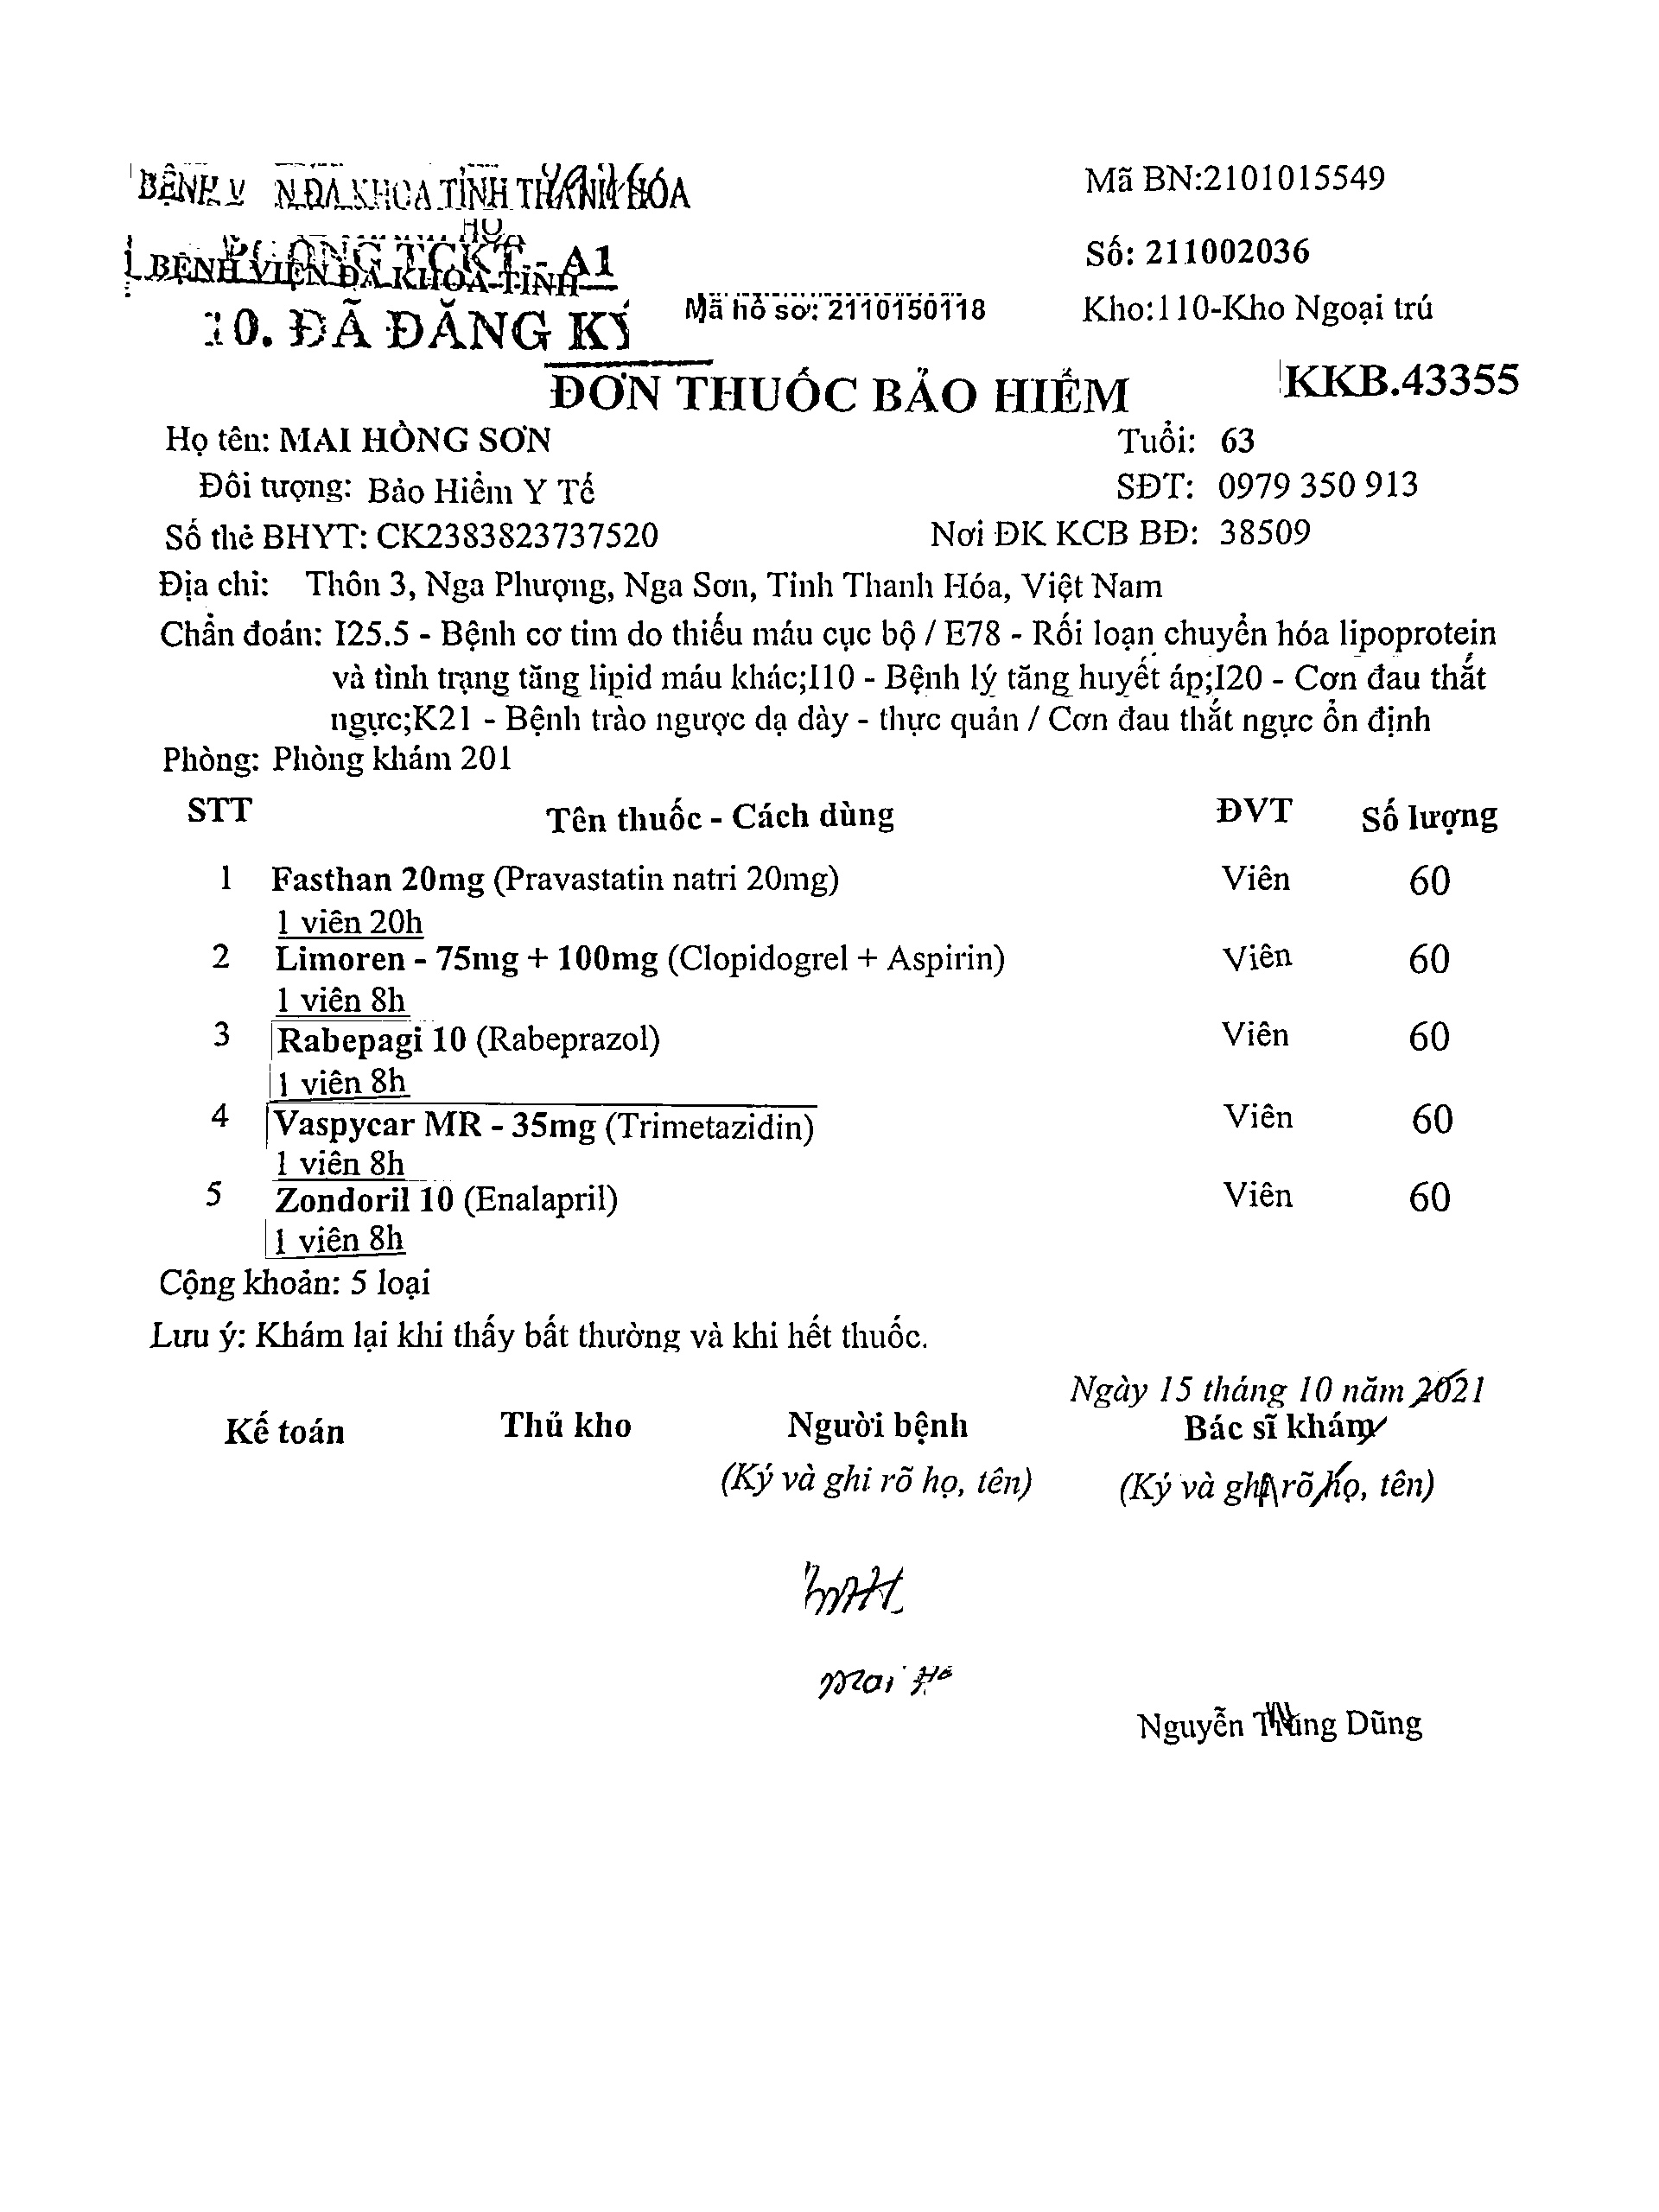 BỆNH VIỆN ĐA KHOA TỈNH THANH HÓA
Mã BN:2101015549
PHÒNG TCKT - A1
BỆNH VIỆN ĐA KHOA TỈNH
Số: 211002036
10. ĐÃ ĐĂNG KÝ
Mã hồ sơ: 2110150118
Kho:110-Kho Ngoại trú
ĐƠN THUỐC BẢO HIỂM
KKB.43355
Họ tên: MAI HỒNG SƠN
Tuổi: 63
Đối tượng: Bảo Hiểm Y Tế
SĐT: 0979 350 913
Số thẻ BHYT: CK2383823737520
Nơi ĐK KCB BĐ: 38509
Địa chỉ: Thôn 3, Nga Phượng, Nga Sơn, Tỉnh Thanh Hóa, Việt Nam
Chẩn đoán: I25.5 - Bệnh cơ tim do thiếu máu cục bộ / E78 - Rối loạn chuyển hóa lipoprotein
và tình trạng tăng lipid máu khác;I10 - Bệnh lý tăng huyết áp;I20 - Cơn đau thắt
ngực;K21 - Bệnh trào ngược dạ dày - thực quản / Cơn đau thắt ngực ổn định
Phòng: Phòng khám 201
STT Tên thuốc - Cách dùng ĐVT Số lượng
1 Fasthan 20mg (Pravastatin natri 20mg) Viên 60
1 viên 20h
2 Limoren - 75mg + 100mg (Clopidogrel + Aspirin) Viên 60
1 viên 8h
3 Rabepagi 10 (Rabeprazol) Viên 60
1 viên 8h
4 Vaspycar MR - 35mg (Trimetazidin) Viên 60
1 viên 8h
5 Zondoril 10 (Enalapril) Viên 60
1 viên 8h
Cộng khoản: 5 loại
Lưu ý: Khám lại khi thấy bất thường và khi hết thuốc.
Ngày 15 tháng 10 năm 2021
Kế toán Thủ kho Người bệnh Bác sĩ khám
(Ký và ghi rõ họ, tên) (Ký và ghi rõ họ, tên)
Mai
Nguyễn Trung Dũng